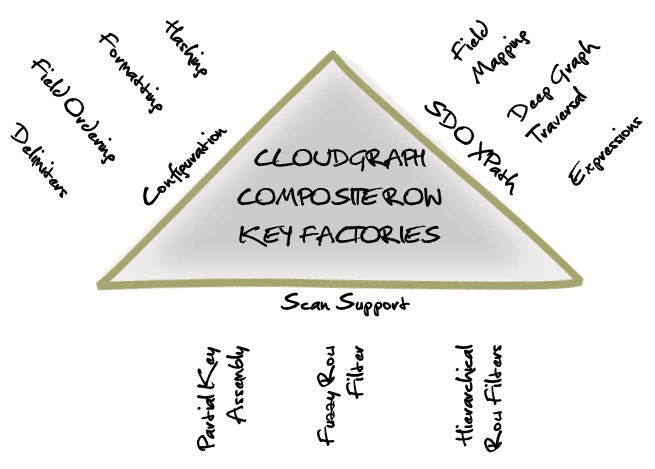 Hashing
Formatting
Field Ordering
Delimiters
Configuration
Field
Mapping
Deep Graph
Traversal
Expressions
SDO XPath
CLOUDGRAPH
COMPOSITE ROW
KEY FACTORIES
Scan Support
Partial Key
Assembly
Fuzzy Row
Filter
Hierarchical
Row Filters